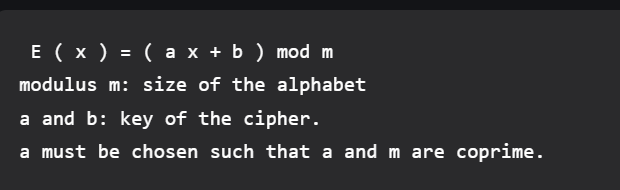 E ( x ) = ( a x + b ) mod m
modulus m: size of the alphabet
a and b: key of the cipher.
a must be chosen such that a and m are coprime.